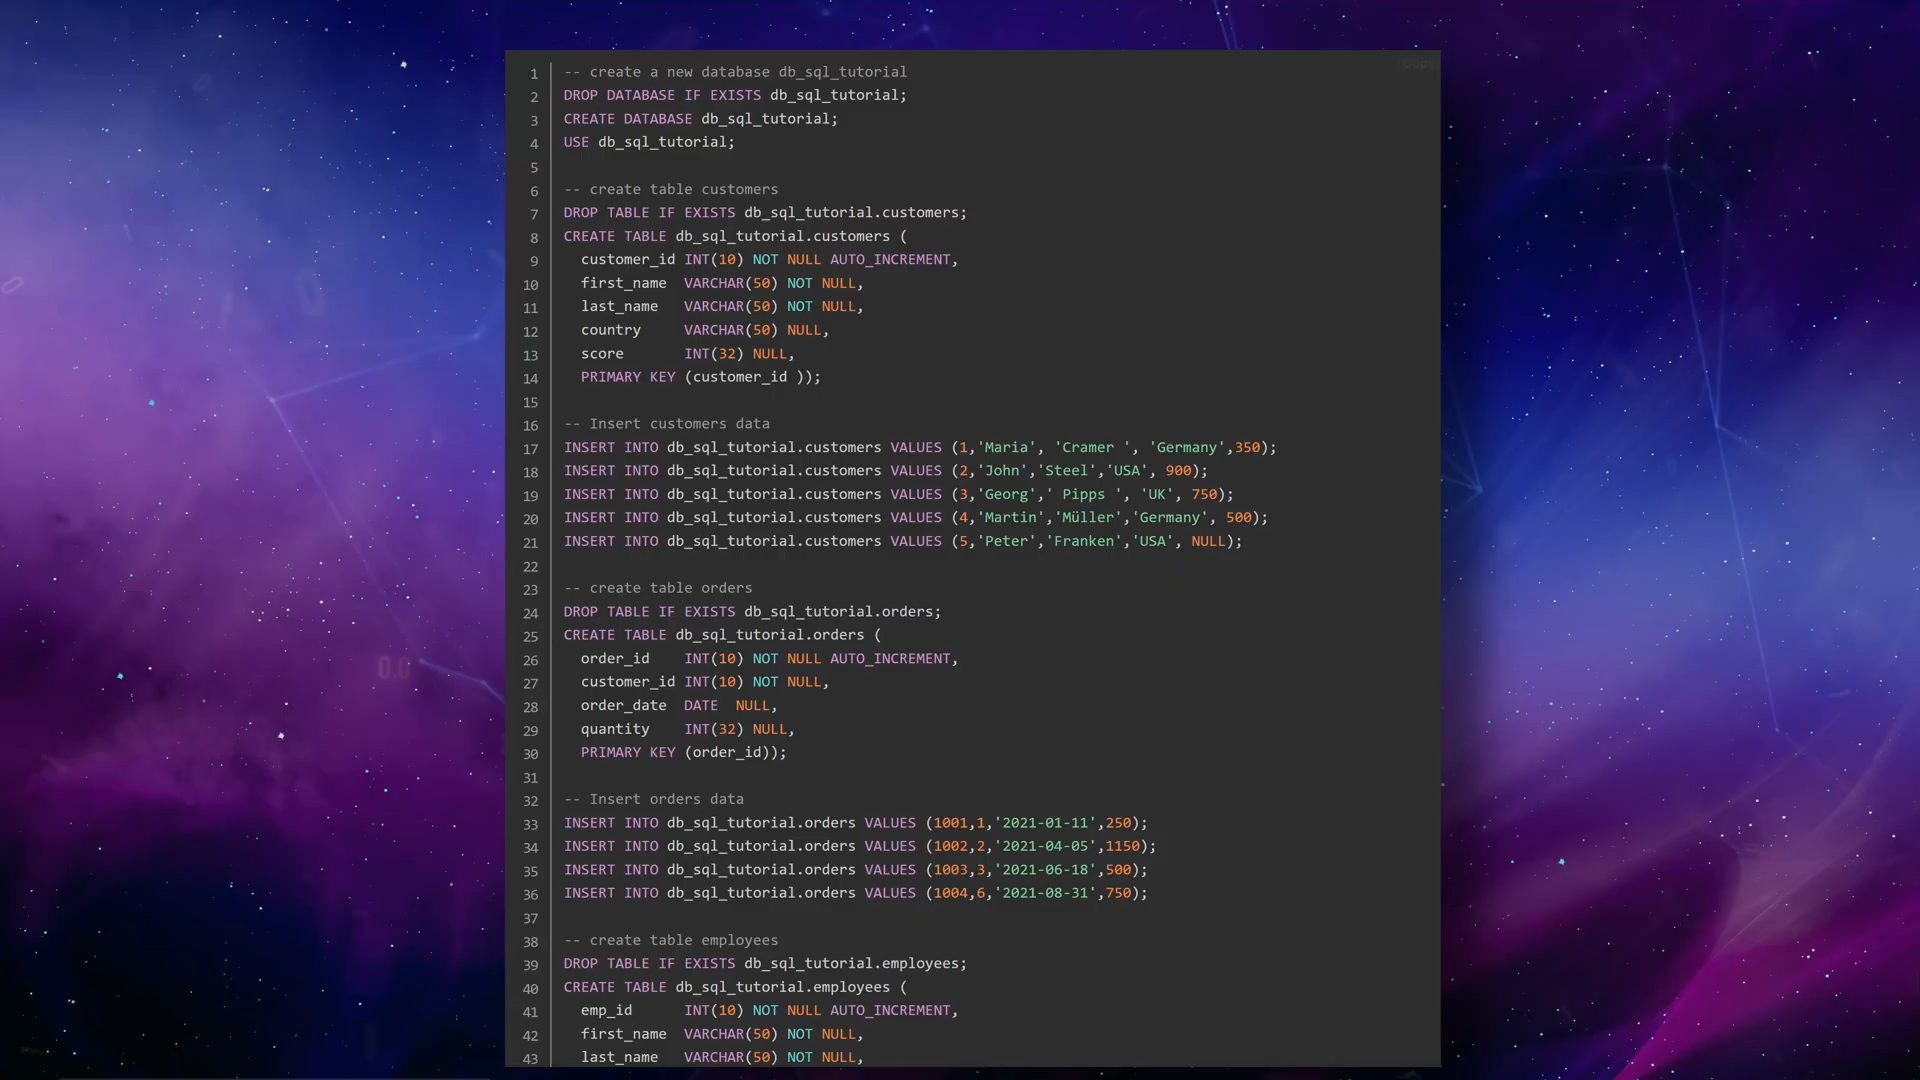 1 -- create a new database db_sql_tutorial
2 DROP DATABASE IF EXISTS db_sql_tutorial;
3 CREATE DATABASE db_sql_tutorial;
4 USE db_sql_tutorial;
5
6 -- create table customers
7 DROP TABLE IF EXISTS db_sql_tutorial.customers;
8 CREATE TABLE db_sql_tutorial.customers (
9   customer_id INT(10) NOT NULL AUTO_INCREMENT,
10   first_name  VARCHAR(50) NOT NULL,
11   last_name   VARCHAR(50) NOT NULL,
12   country     VARCHAR(50) NULL,
13   score       INT(32) NULL,
14   PRIMARY KEY (customer_id ));
15
16 -- Insert customers data
17 INSERT INTO db_sql_tutorial.customers VALUES (1,'Maria', 'Cramer ', 'Germany',350);
18 INSERT INTO db_sql_tutorial.customers VALUES (2,'John','Steel','USA', 900);
19 INSERT INTO db_sql_tutorial.customers VALUES (3,'Georg',' Pipps ', 'UK', 750);
20 INSERT INTO db_sql_tutorial.customers VALUES (4,'Martin','Müller','Germany', 500);
21 INSERT INTO db_sql_tutorial.customers VALUES (5,'Peter','Franken','USA', NULL);
22
23 -- create table orders
24 DROP TABLE IF EXISTS db_sql_tutorial.orders;
25 CREATE TABLE db_sql_tutorial.orders (
26   order_id    INT(10) NOT NULL AUTO_INCREMENT,
27   customer_id INT(10) NOT NULL,
28   order_date  DATE  NULL,
29   quantity    INT(32) NULL,
30   PRIMARY KEY (order_id));
31
32 -- Insert orders data
33 INSERT INTO db_sql_tutorial.orders VALUES (1001,1,'2021-01-11',250);
34 INSERT INTO db_sql_tutorial.orders VALUES (1002,2,'2021-04-05',1150);
35 INSERT INTO db_sql_tutorial.orders VALUES (1003,3,'2021-06-18',500);
36 INSERT INTO db_sql_tutorial.orders VALUES (1004,6,'2021-08-31',750);
37
38 -- create table employees
39 DROP TABLE IF EXISTS db_sql_tutorial.employees;
40 CREATE TABLE db_sql_tutorial.employees (
41   emp_id      INT(10) NOT NULL AUTO_INCREMENT,
42   first_name  VARCHAR(50) NOT NULL,
43   last_name   VARCHAR(50) NOT NULL,